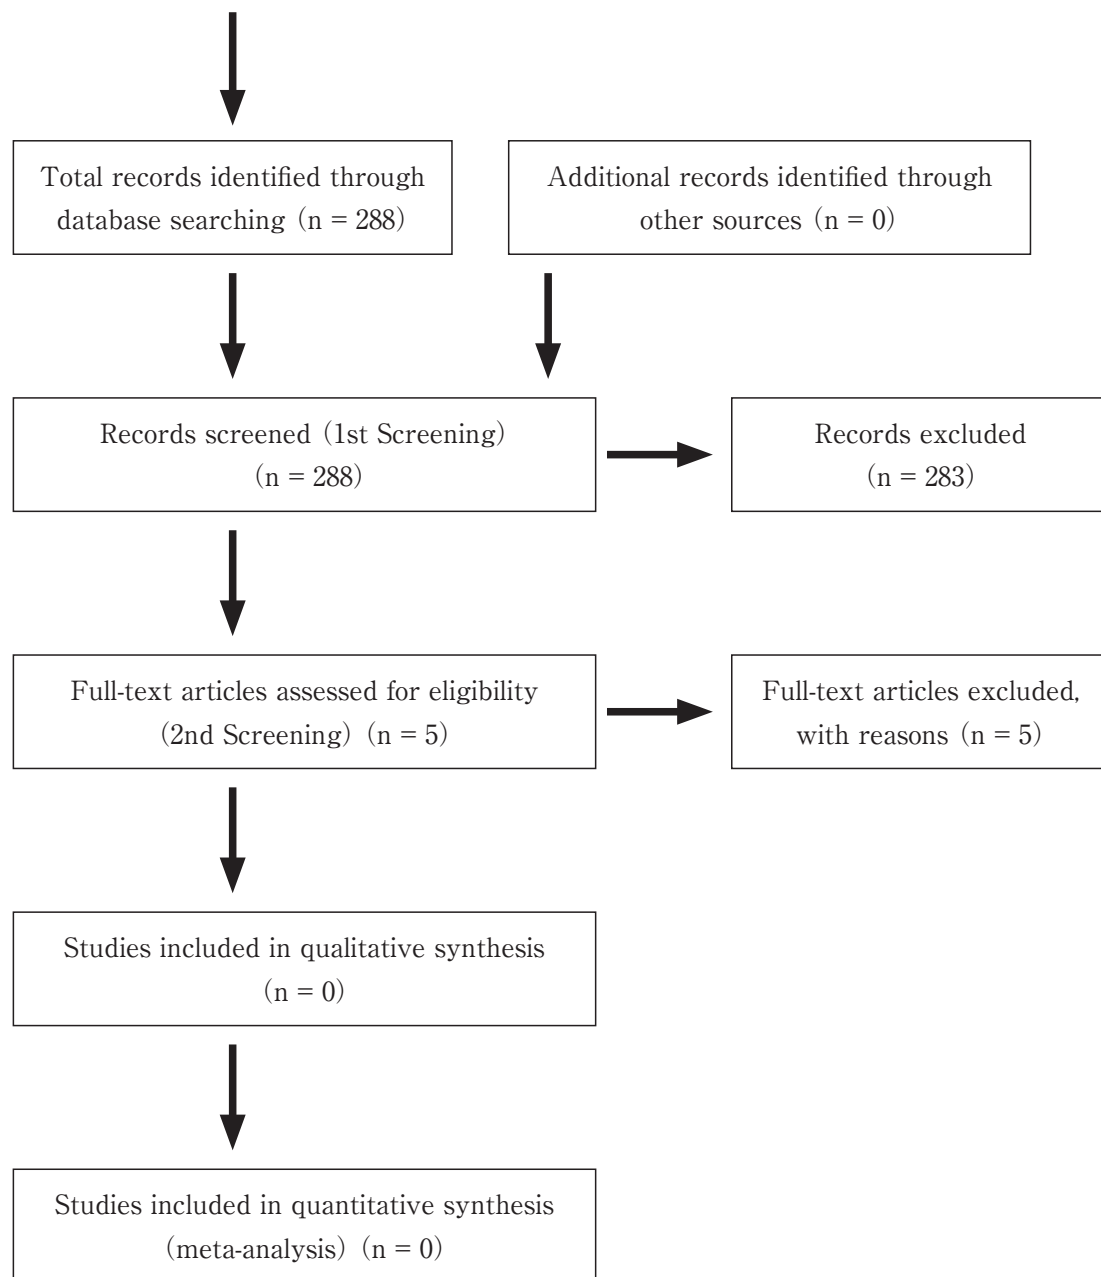 Total records identified through
database searching (n = 288)
Additional records identified through
other sources (n = 0)
Records screened (1st Screening)
(n = 288)
Records excluded
(n = 283)
Full-text articles assessed for eligibility
(2nd Screening) (n = 5)
Full-text articles excluded,
with reasons (n = 5)
Studies included in qualitative synthesis
(n = 0)
Studies included in quantitative synthesis
(meta-analysis) (n = 0)